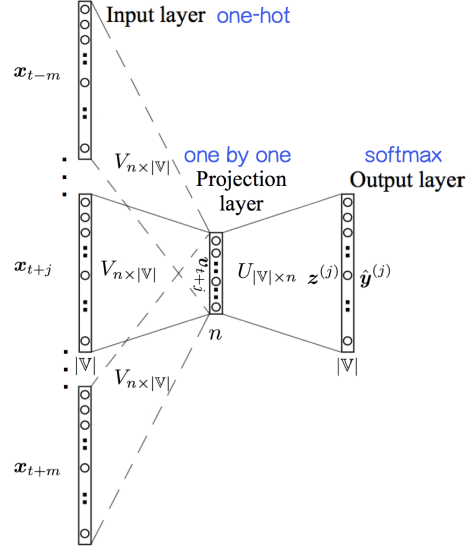 Input layer one-hot
x_{t−m}
V_{n×|𝕍|}
one by one
Projection
layer
softmax
Output layer
x_{t+j}
V_{n×|𝕍|}
v_{t+j}
U_{|𝕍|×n}
z^{(j)}
ŷ^{(j)}
n
|𝕍|
|𝕍|
V_{n×|𝕍|}
x_{t+m}